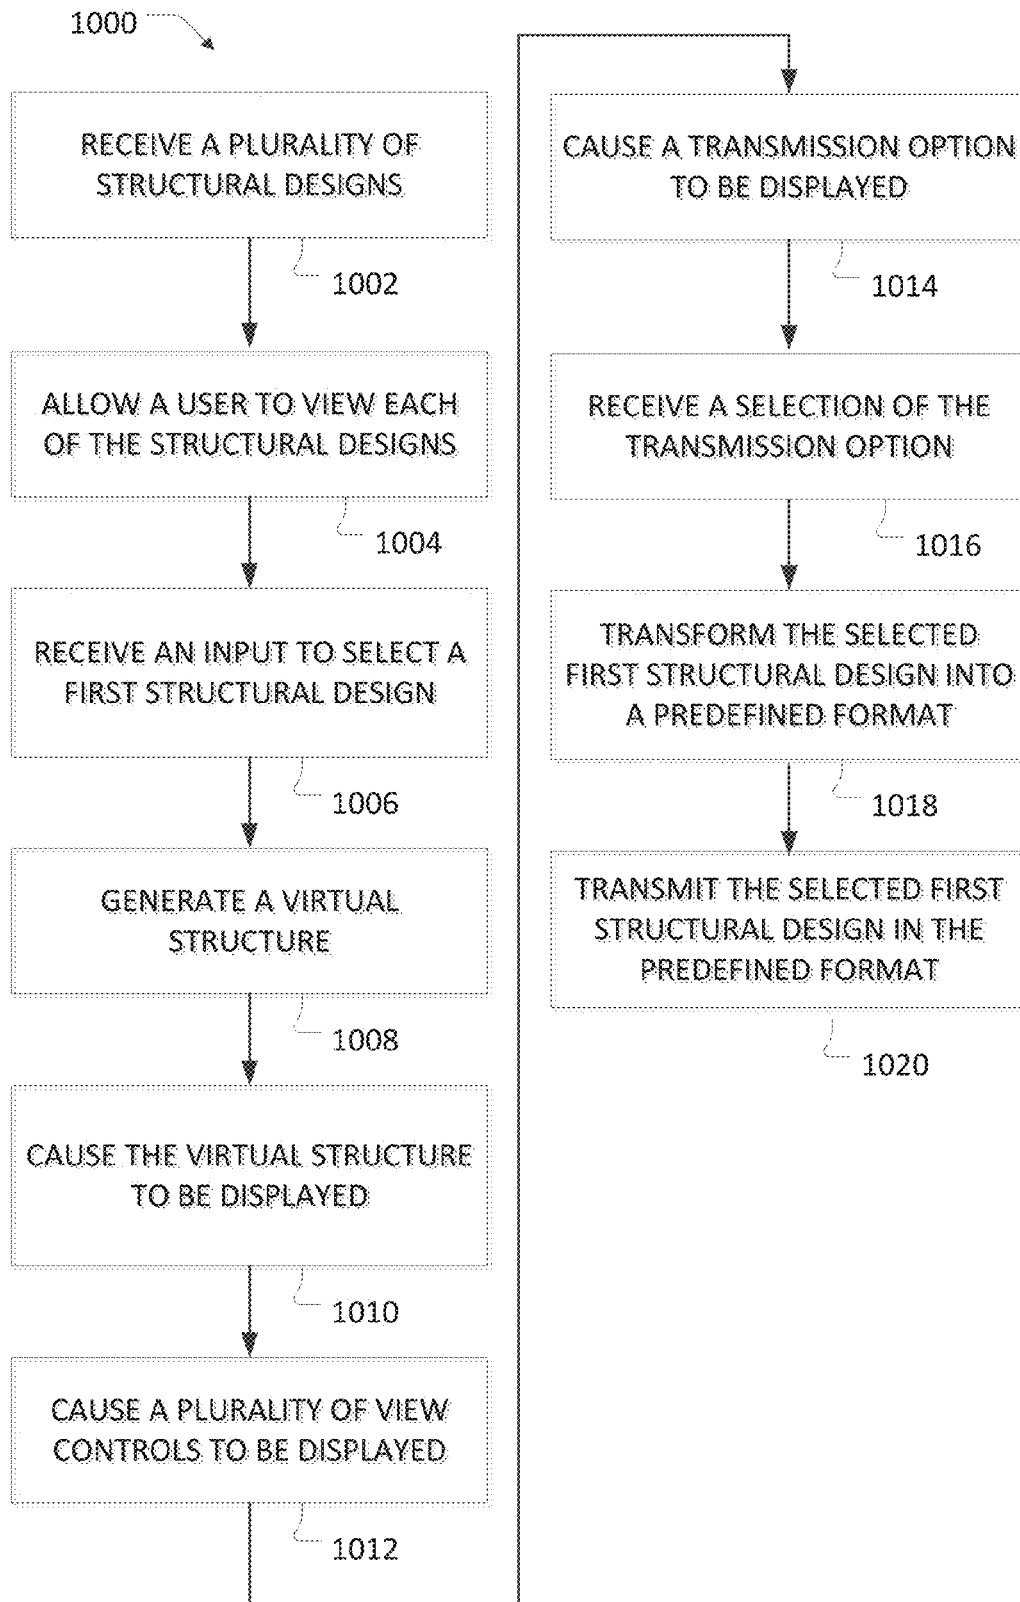 1000
RECEIVE A PLURALITY OF
STRUCTURAL DESIGNS
1002
ALLOW A USER TO VIEW EACH
OF THE STRUCTURAL DESIGNS
1004
RECEIVE AN INPUT TO SELECT A
FIRST STRUCTURAL DESIGN
1006
GENERATE A VIRTUAL
STRUCTURE
1008
CAUSE THE VIRTUAL STRUCTURE
TO BE DISPLAYED
1010
CAUSE A PLURALITY OF VIEW
CONTROLS TO BE DISPLAYED
1012
CAUSE A TRANSMISSION OPTION
TO BE DISPLAYED
1014
RECEIVE A SELECTION OF THE
TRANSMISSION OPTION
1016
TRANSFORM THE SELECTED
FIRST STRUCTURAL DESIGN INTO
A PREDEFINED FORMAT
1018
TRANSMIT THE SELECTED FIRST
STRUCTURAL DESIGN IN THE
PREDEFINED FORMAT
1020